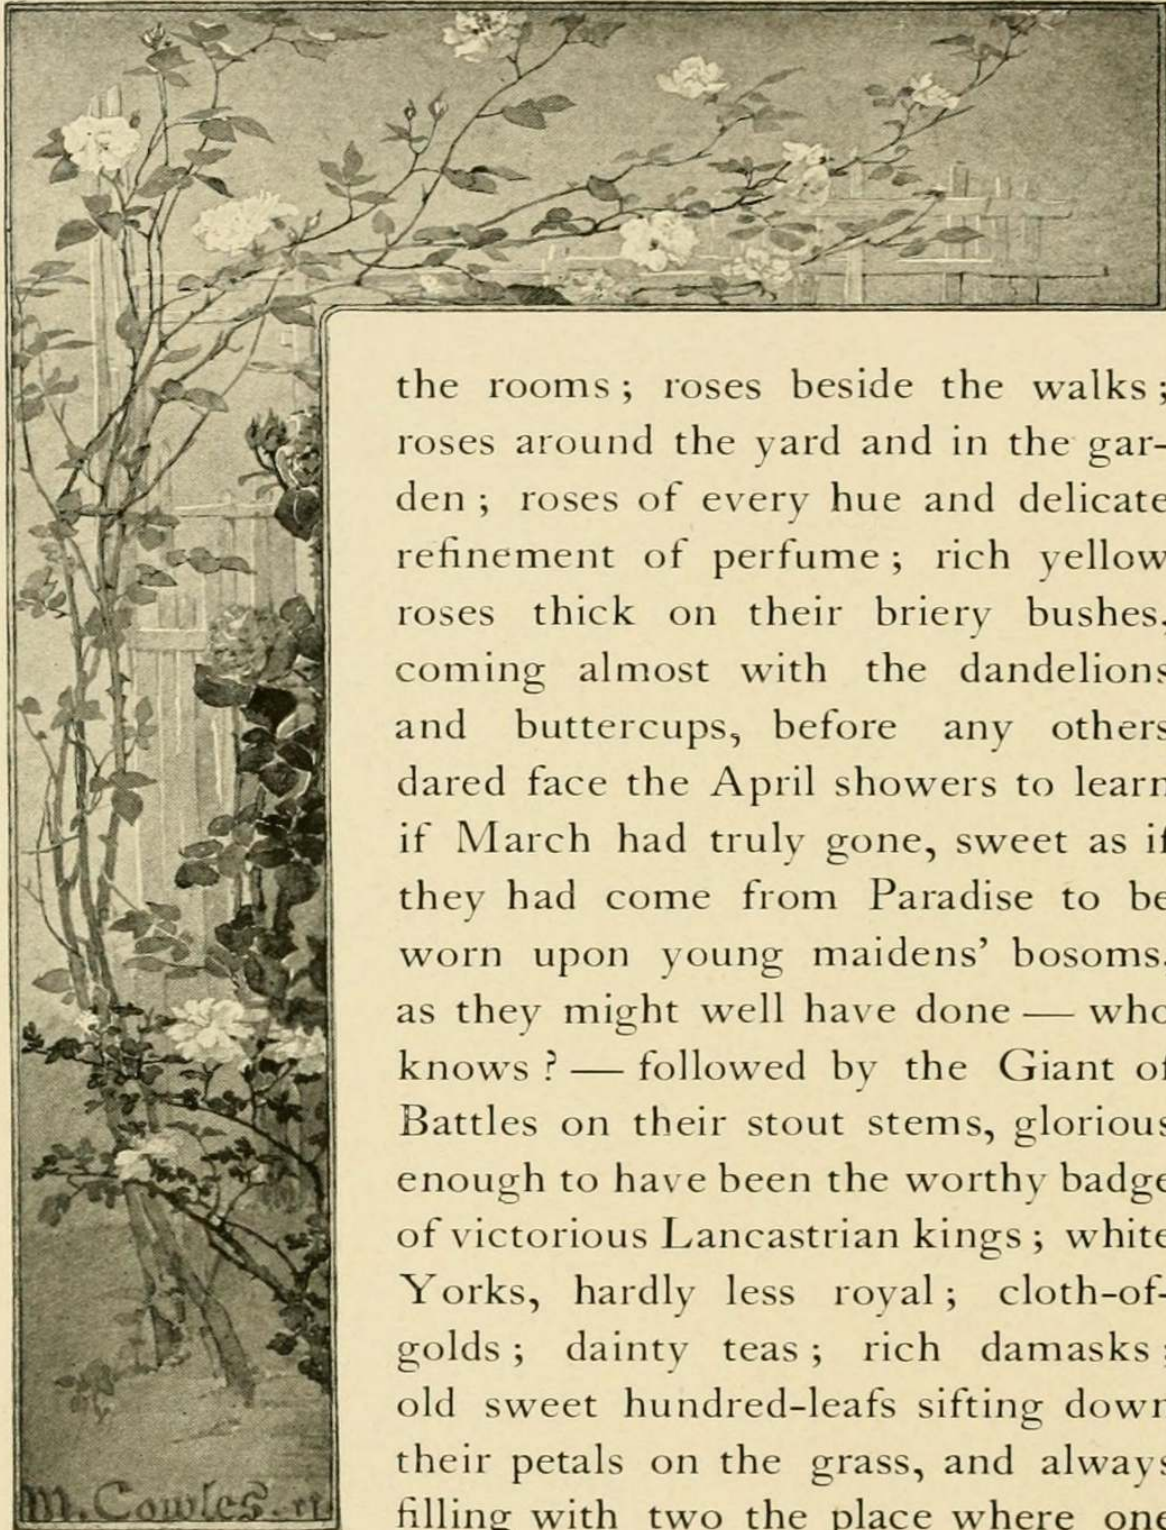 the rooms; roses beside the walks;
roses around the yard and in the gar-
den; roses of every hue and delicate
refinement of perfume; rich yellow
roses thick on their briery bushes,
coming almost with the dandelions
and buttercups, before any others
dared face the April showers to learn
if March had truly gone, sweet as if
they had come from Paradise to be
worn upon young maidens’ bosoms,
as they might well have done — who
knows? — followed by the Giant of
Battles on their stout stems, glorious
enough to have been the worthy badge
of victorious Lancastrian kings; white
Yorks, hardly less royal; cloth-of-
golds; dainty teas; rich damasks;
old sweet hundred-leafs sifting down
their petals on the grass, and always
filling with two the place where one
M. Cowles.